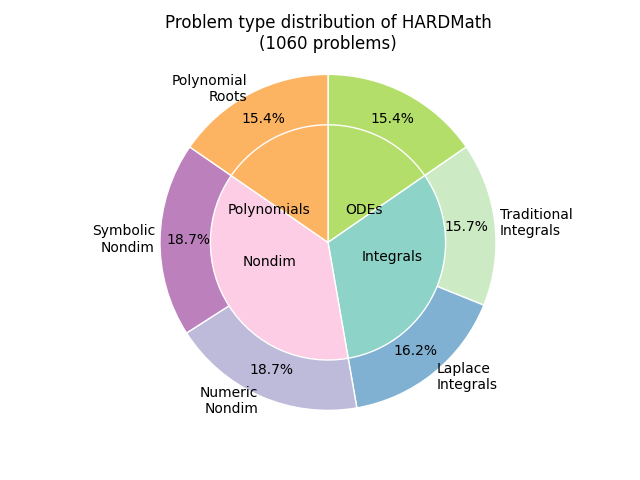 Problem type distribution of HARDMath
(1060 problems)
Polynomial
Roots
15.4%
15.4%
Polynomials
ODEs
Symbolic
Nondim
18.7%
Nondim
Integrals
15.7%
Traditional
Integrals
18.7%
16.2%
Numeric
Nondim
Laplace
Integrals